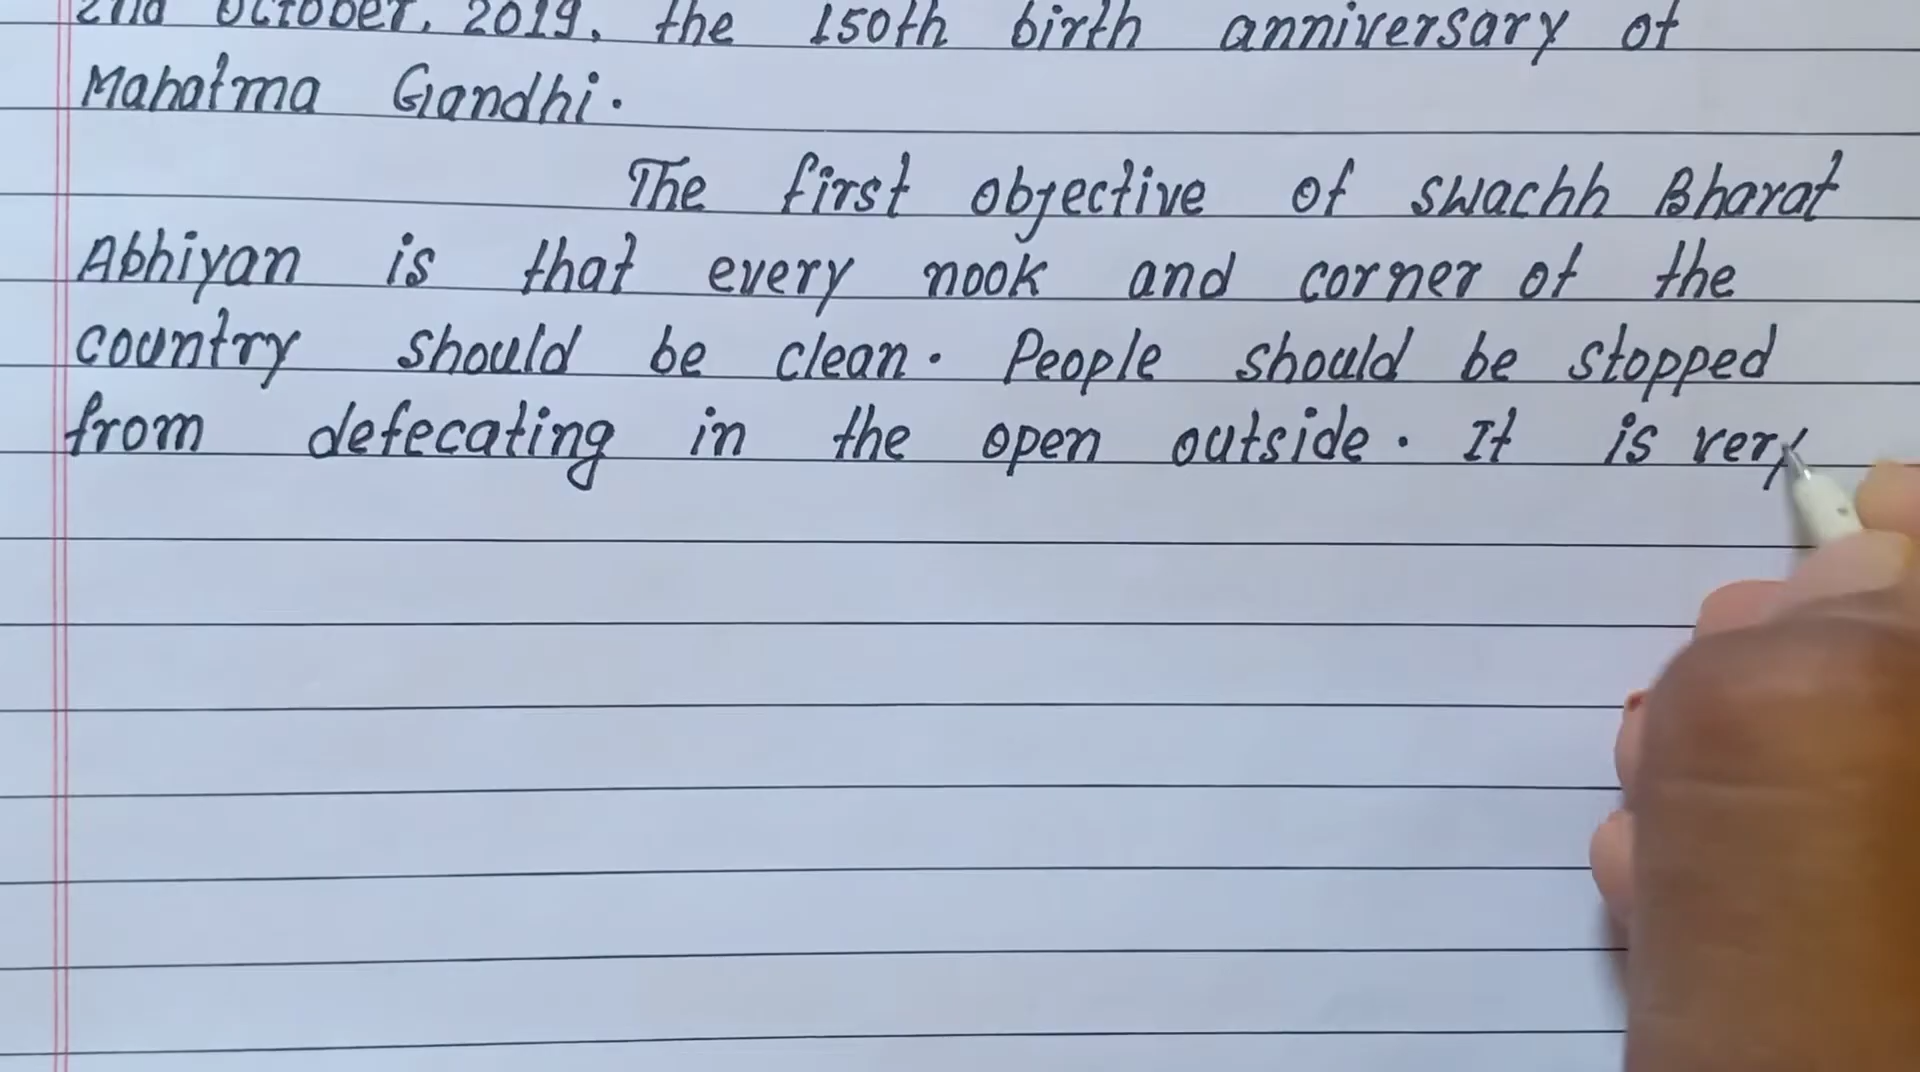 2nd October, 2019, the 150th birth anniversary of
Mahatma Gandhi.
The first objective of swachh Bharat
Abhiyan is that every nook and corner of the
country should be clean. People should be stopped
from defecating in the open outside. It is very